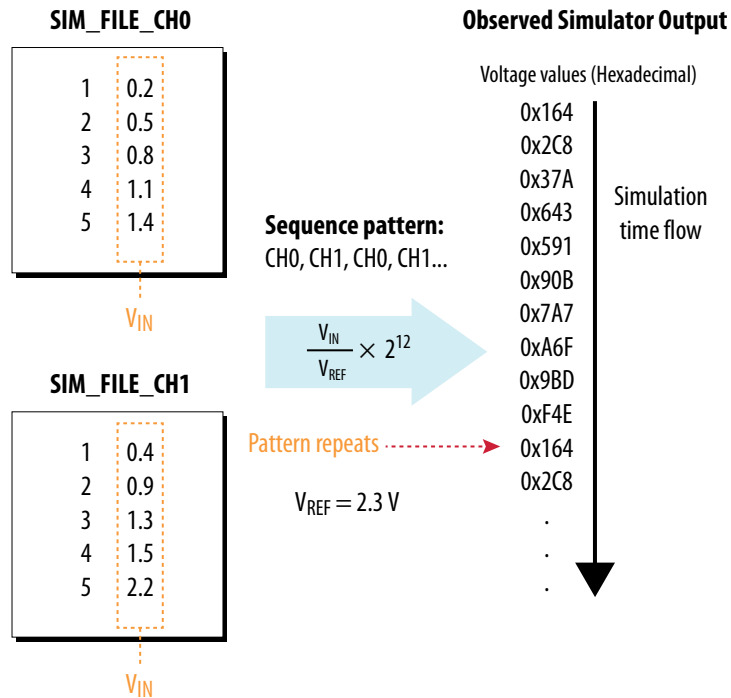 SIM_FILE_CH0
1 0.2
2 0.5
3 0.8
4 1.1
5 1.4
VIN
SIM_FILE_CH1
1 0.4
2 0.9
3 1.3
4 1.5
5 2.2
VIN
Sequence pattern:
CH0, CH1, CH0, CH1...
VIN
VREF
× 2^12
Pattern repeats
VREF = 2.3 V
Observed Simulator Output
Voltage values (Hexadecimal)
0x164
0x2C8
0x37A
0x643
0x591
0x90B
0x7A7
0xA6F
0x9BD
0xF4E
0x164
0x2C8
.
.
.
Simulation
time flow